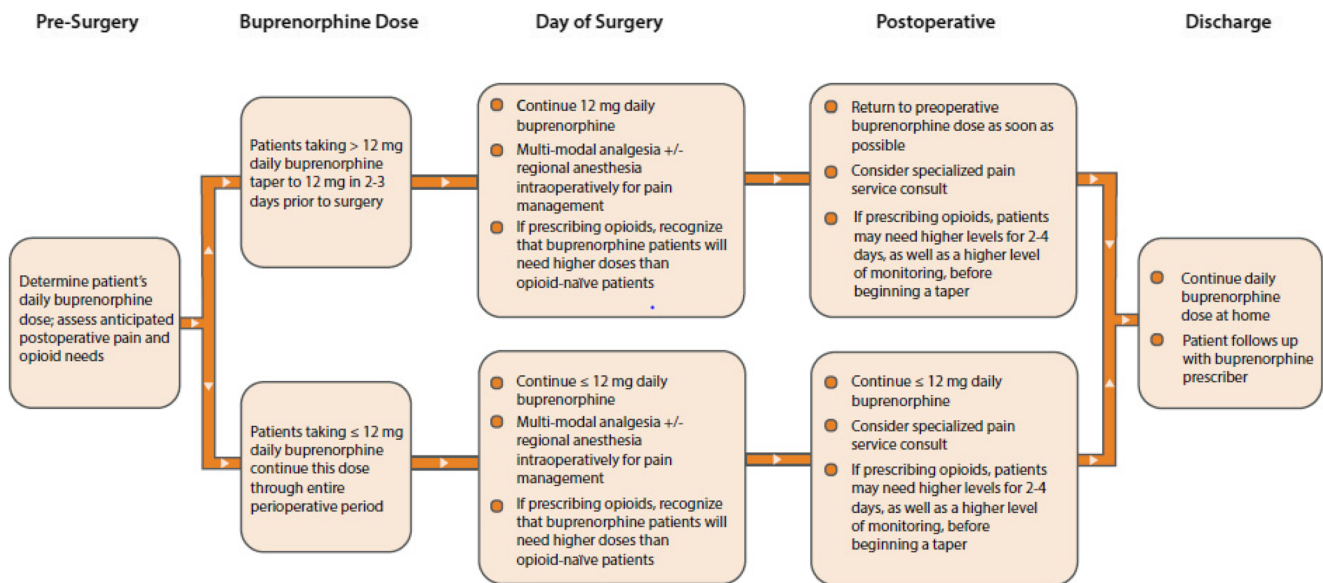 Pre-Surgery
Buprenorphine Dose
Day of Surgery
Postoperative
Discharge
Determine patient's
daily buprenorphine
dose; assess anticipated
postoperative pain and
opioid needs
Patients taking > 12 mg
daily buprenorphine
taper to 12 mg in 2-3
days prior to surgery
Patients taking ≤ 12 mg
daily buprenorphine
continue this dose
through entire
perioperative period
Continue 12 mg daily
buprenorphine
Multi-modal analgesia +/-
regional anesthesia
intraoperatively for pain
management
If prescribing opioids, recognize
that buprenorphine patients will
need higher doses than
opioid-naïve patients
Continue ≤ 12 mg daily
buprenorphine
Multi-modal analgesia +/-
regional anesthesia
intraoperatively for pain
management
If prescribing opioids, recognize
that buprenorphine patients will
need higher doses than
opioid-naïve patients
Return to preoperative
buprenorphine dose as soon as
possible
Consider specialized pain
service consult
If prescribing opioids, patients
may need higher levels for 2-4
days, as well as a higher level
of monitoring, before
beginning a taper
Continue ≤ 12 mg daily
buprenorphine
Consider specialized pain
service consult
If prescribing opioids, patients
may need higher levels for 2-4
days, as well as a higher level
of monitoring, before
beginning a taper
Continue daily
buprenorphine
dose at home
Patient follows up
with buprenorphine
prescriber